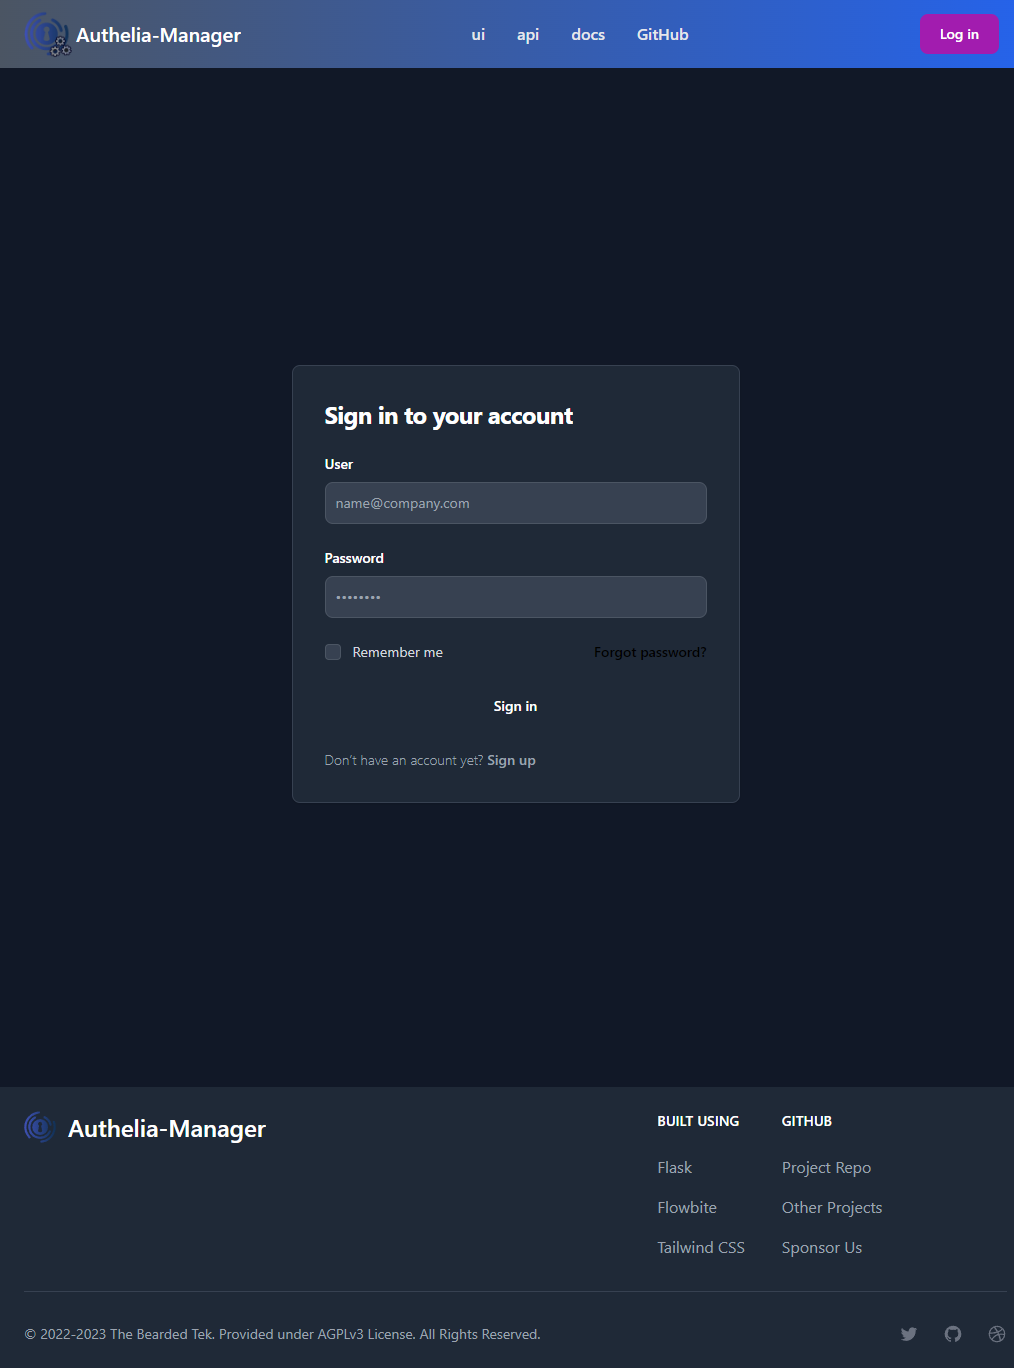 Authelia-Manager
ui api docs GitHub
Log in
Sign in to your account
User
name@company.com
Password
••••••••
Remember me
Forgot password?
Sign in
Don't have an account yet? Sign up
Authelia-Manager
BUILT USING
Flask
Flowbite
Tailwind CSS
GITHUB
Project Repo
Other Projects
Sponsor Us
© 2022-2023 The Bearded Tek. Provided under AGPLv3 License. All Rights Reserved.